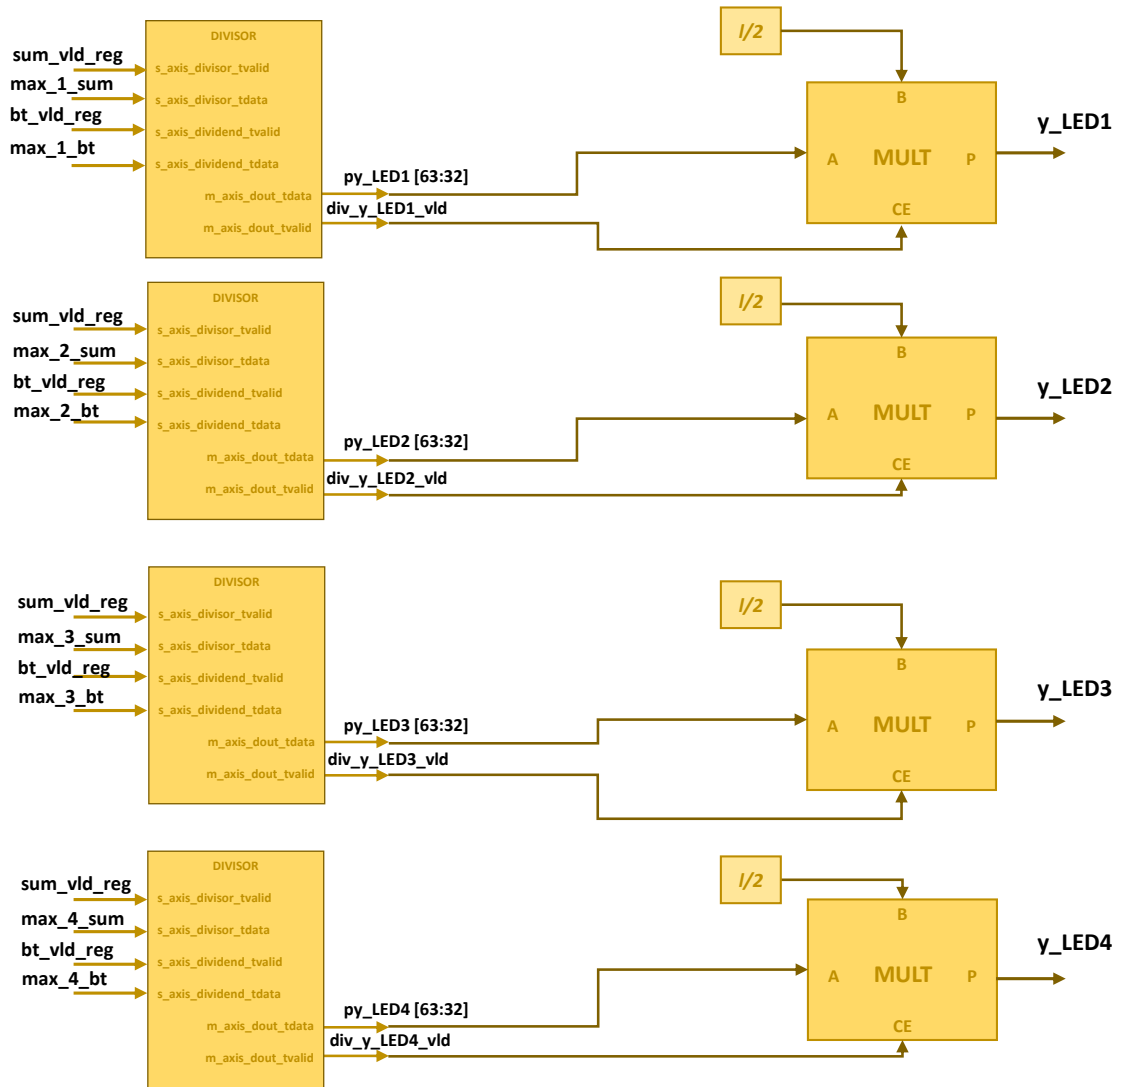 DIVISOR
l/2
sum_vld_reg
s_axis_divisor_tvalid
max_1_sum
s_axis_divisor_tdata
B
bt_vld_reg
s_axis_dividend_tvalid
y_LED1
max_1_bt
s_axis_dividend_tdata
A MULT P
py_LED1 [63:32]
m_axis_dout_tdata
div_y_LED1_vld
CE
m_axis_dout_tvalid
DIVISOR
l/2
sum_vld_reg
s_axis_divisor_tvalid
max_2_sum
s_axis_divisor_tdata
B
bt_vld_reg
s_axis_dividend_tvalid
y_LED2
max_2_bt
s_axis_dividend_tdata
A MULT P
py_LED2 [63:32]
m_axis_dout_tdata
CE
div_y_LED2_vld
m_axis_dout_tvalid
DIVISOR
l/2
sum_vld_reg
s_axis_divisor_tvalid
max_3_sum
s_axis_divisor_tdata
B
bt_vld_reg
s_axis_dividend_tvalid
y_LED3
max_3_bt
s_axis_dividend_tdata
A MULT P
py_LED3 [63:32]
m_axis_dout_tdata
div_y_LED3_vld
CE
m_axis_dout_tvalid
DIVISOR
l/2
sum_vld_reg
s_axis_divisor_tvalid
max_4_sum
s_axis_divisor_tdata
B
bt_vld_reg
s_axis_dividend_tvalid
y_LED4
max_4_bt
s_axis_dividend_tdata
A MULT P
py_LED4 [63:32]
m_axis_dout_tdata
CE
div_y_LED4_vld
m_axis_dout_tvalid